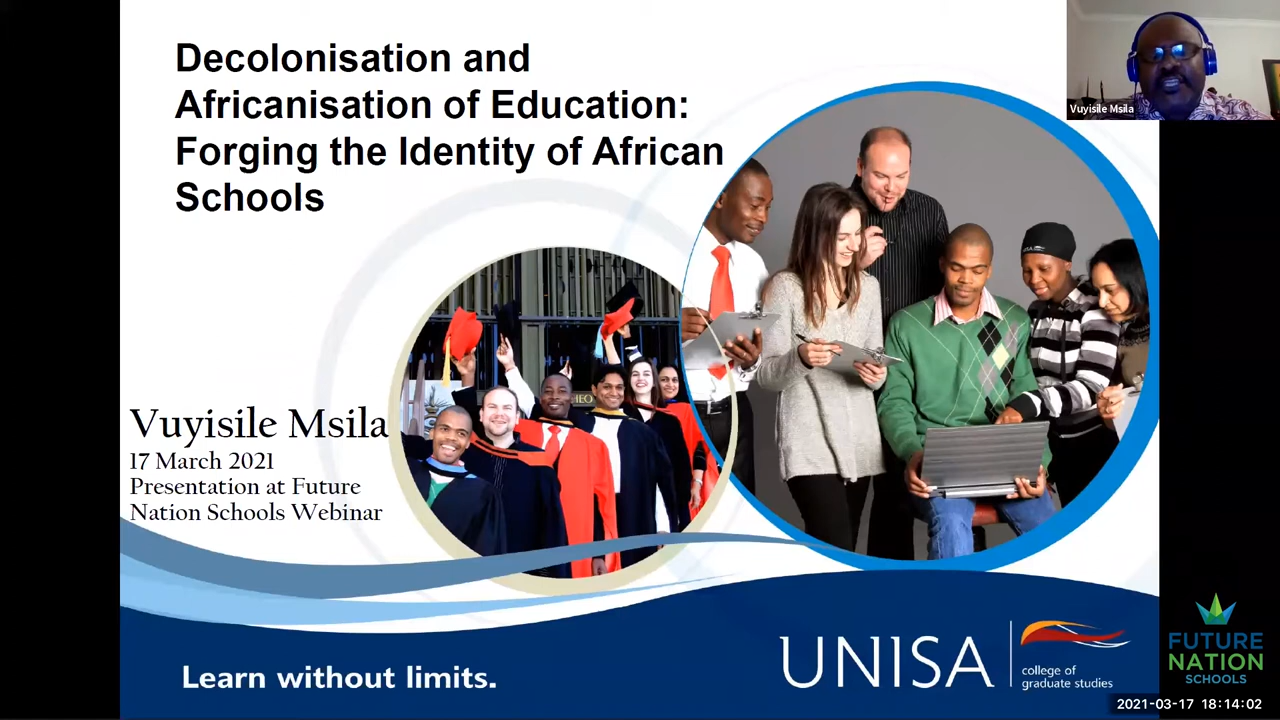 Decolonisation and
Africanisation of Education:
Forging the Identity of African
Schools
Vuyisile Msila
Vuyisile Msila
17 March 2021
Presentation at Future
Nation Schools Webinar
Learn without limits.
UNISA
college of
graduate studies
FUTURE
NATION
SCHOOLS
2021-03-17 18:14:02